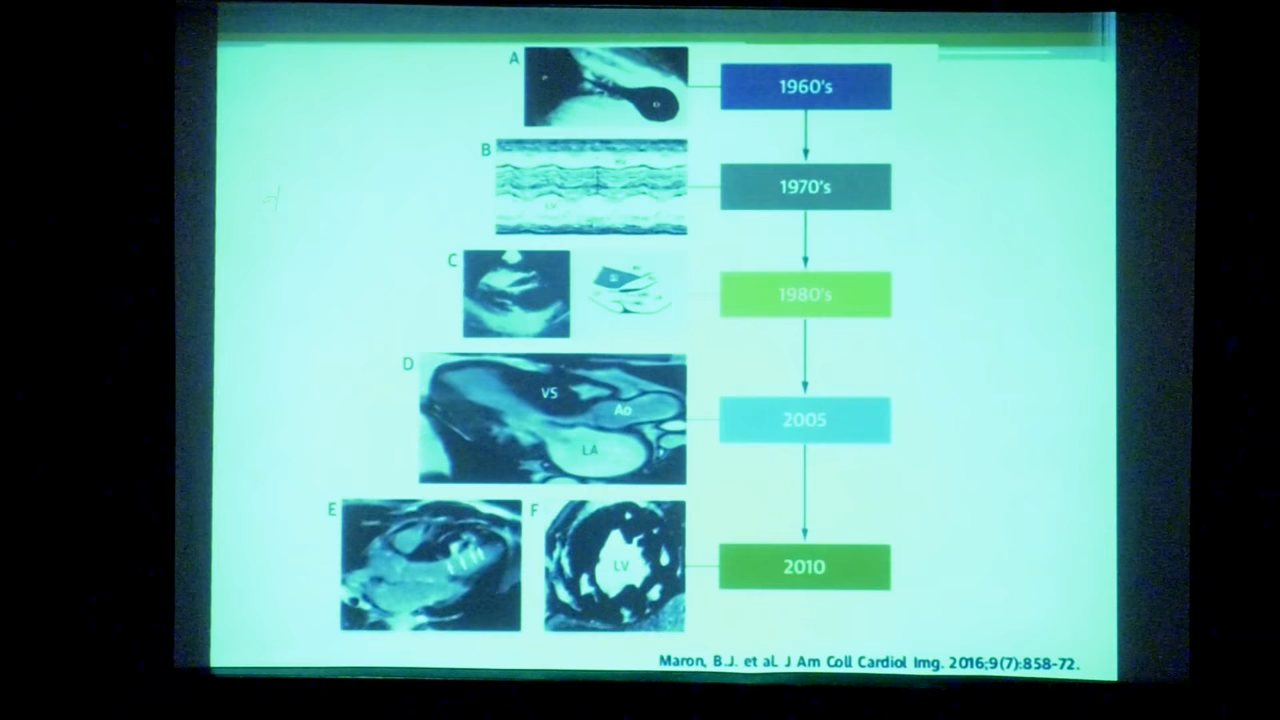 A
1960's
B
1970's
LV
C
1980's
D
VS
Ao
LA
2005
E
F
LV
2010
Maron, B.J. et al. J Am Coll Cardiol Img. 2016;9(7):858-72.